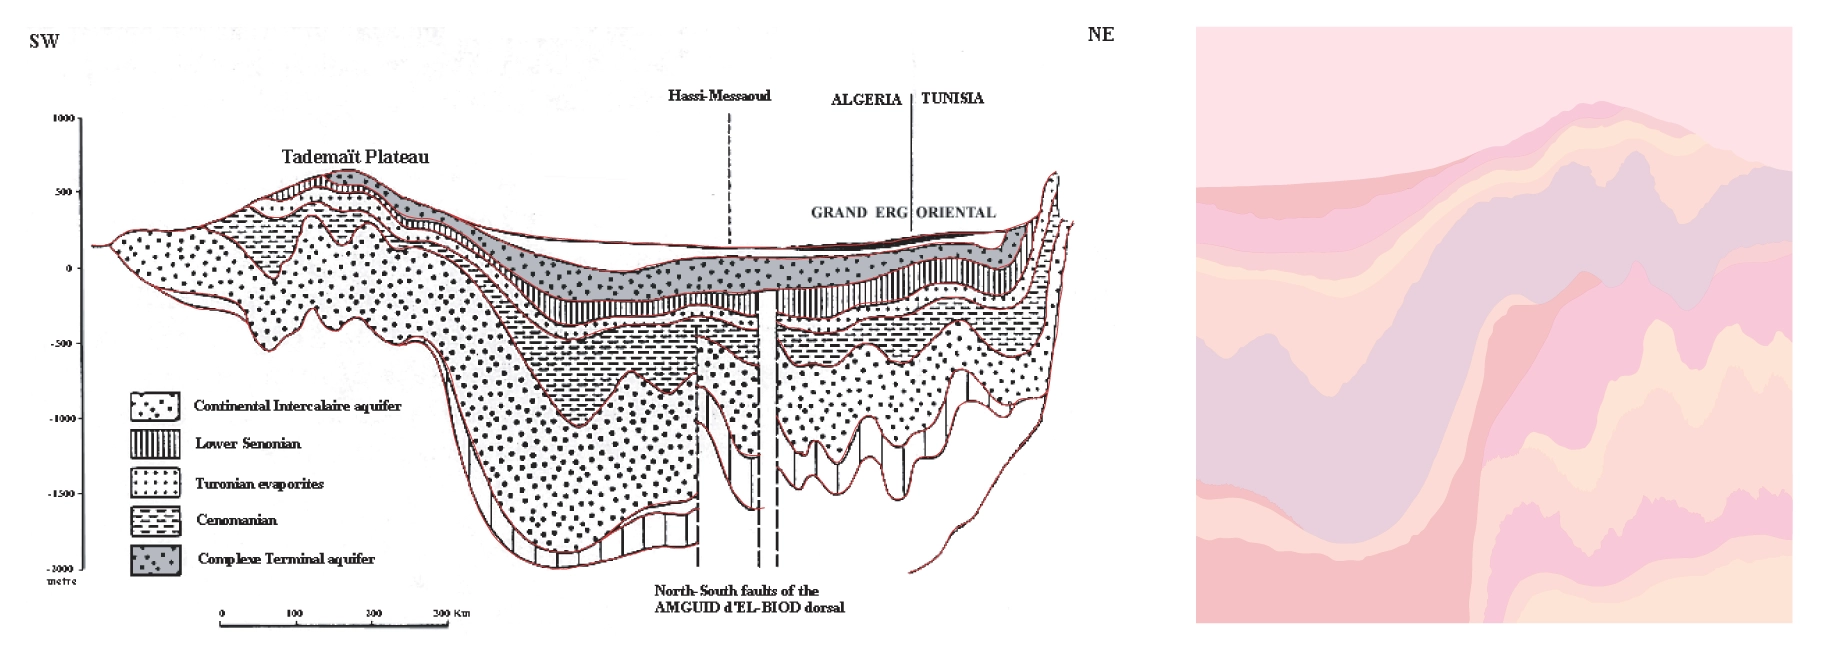 SW
NE
Hassi-Messaoud
ALGERIA
TUNISIA
1000
Tademaït Plateau
500
GRAND ERG ORIENTAL
0
-500
-1000
-1500
-2000
metre
Continental Intercalaire aquifer
Lower Senonian
Turonian evaporites
Cenomanian
Complexe Terminal aquifer
North-South faults of the
AMGUID d'EL-BIOD dorsal
0 100 200 300 Km